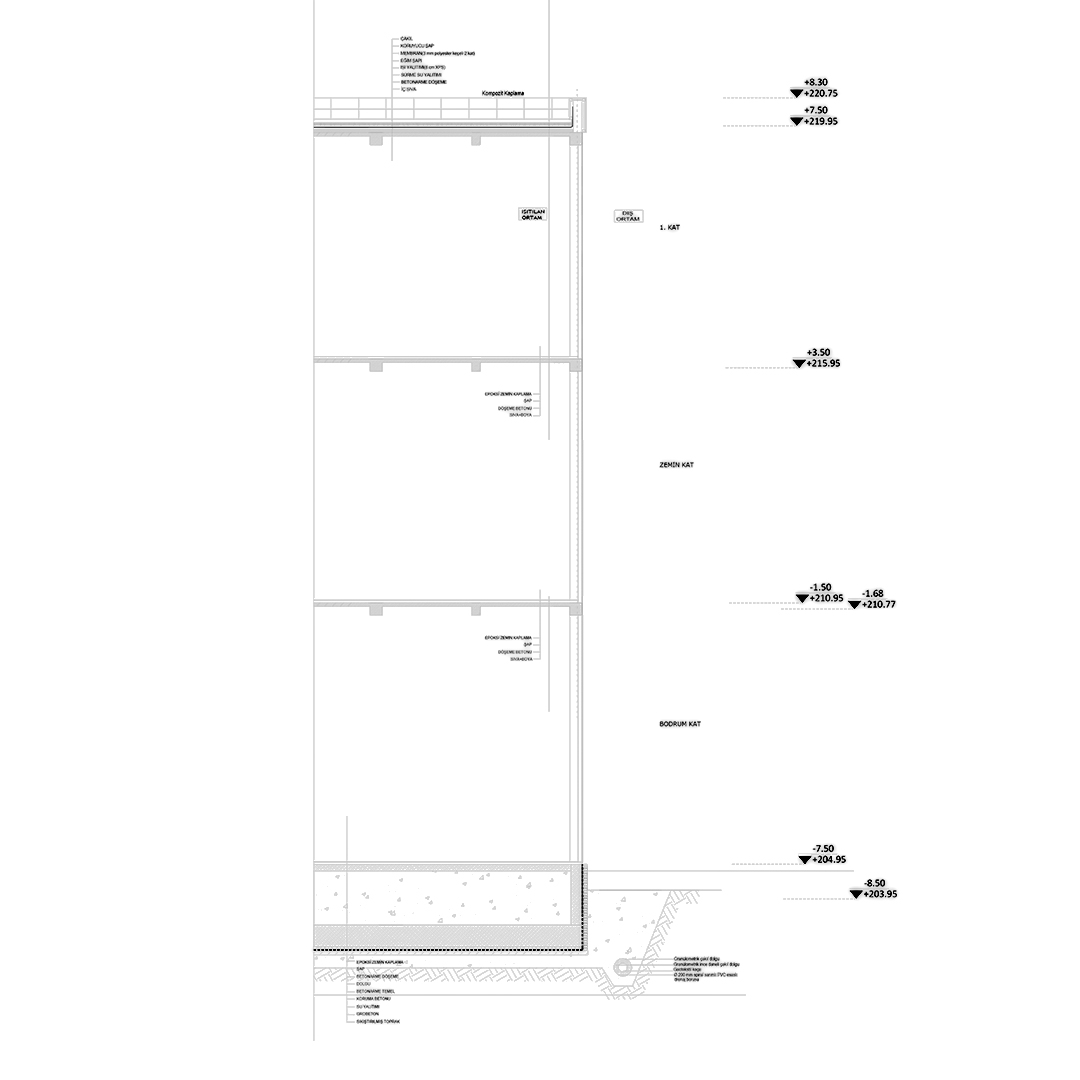 ÇAKIL
KORUYUCU ŞAP
MEMBRAN(3 mm polyester keçeli 2 kat)
EĞİM ŞAPI
ISI YALITIMI(8 cm XPS)
SÜRME SU YALITIMI
BETONARME DÖŞEME
İÇ SIVA
Kompozit Kaplama
+8.30
+220.75
+7.50
+219.95
ISITILAN
ORTAM
DIŞ
ORTAM
1. KAT
+3.50
+215.95
EPOKSİ ZEMİN KAPLAMA
ŞAP
DÖŞEME BETONU
SIVA+BOYA
ZEMİN KAT
-1.50
+210.95
-1.68
+210.77
EPOKSİ ZEMİN KAPLAMA
ŞAP
DÖŞEME BETONU
SIVA+BOYA
BODRUM KAT
-7.50
+204.95
-8.50
+203.95
EPOKSİ ZEMİN KAPLAMA
ŞAP
BETONARME DÖŞEME
DOLGU
BETONARME TEMEL
KORUMA BETONU
SU YALITIMI
GROBETON
SIKIŞTIRILMIŞ TOPRAK
Granülometrik çakıl dolgu
Granülometrik ince daneli çakıl dolgu
Geotekstil keçe
Ø 200 mm spiral sarımlı PVC esaslı
drenaj borusu